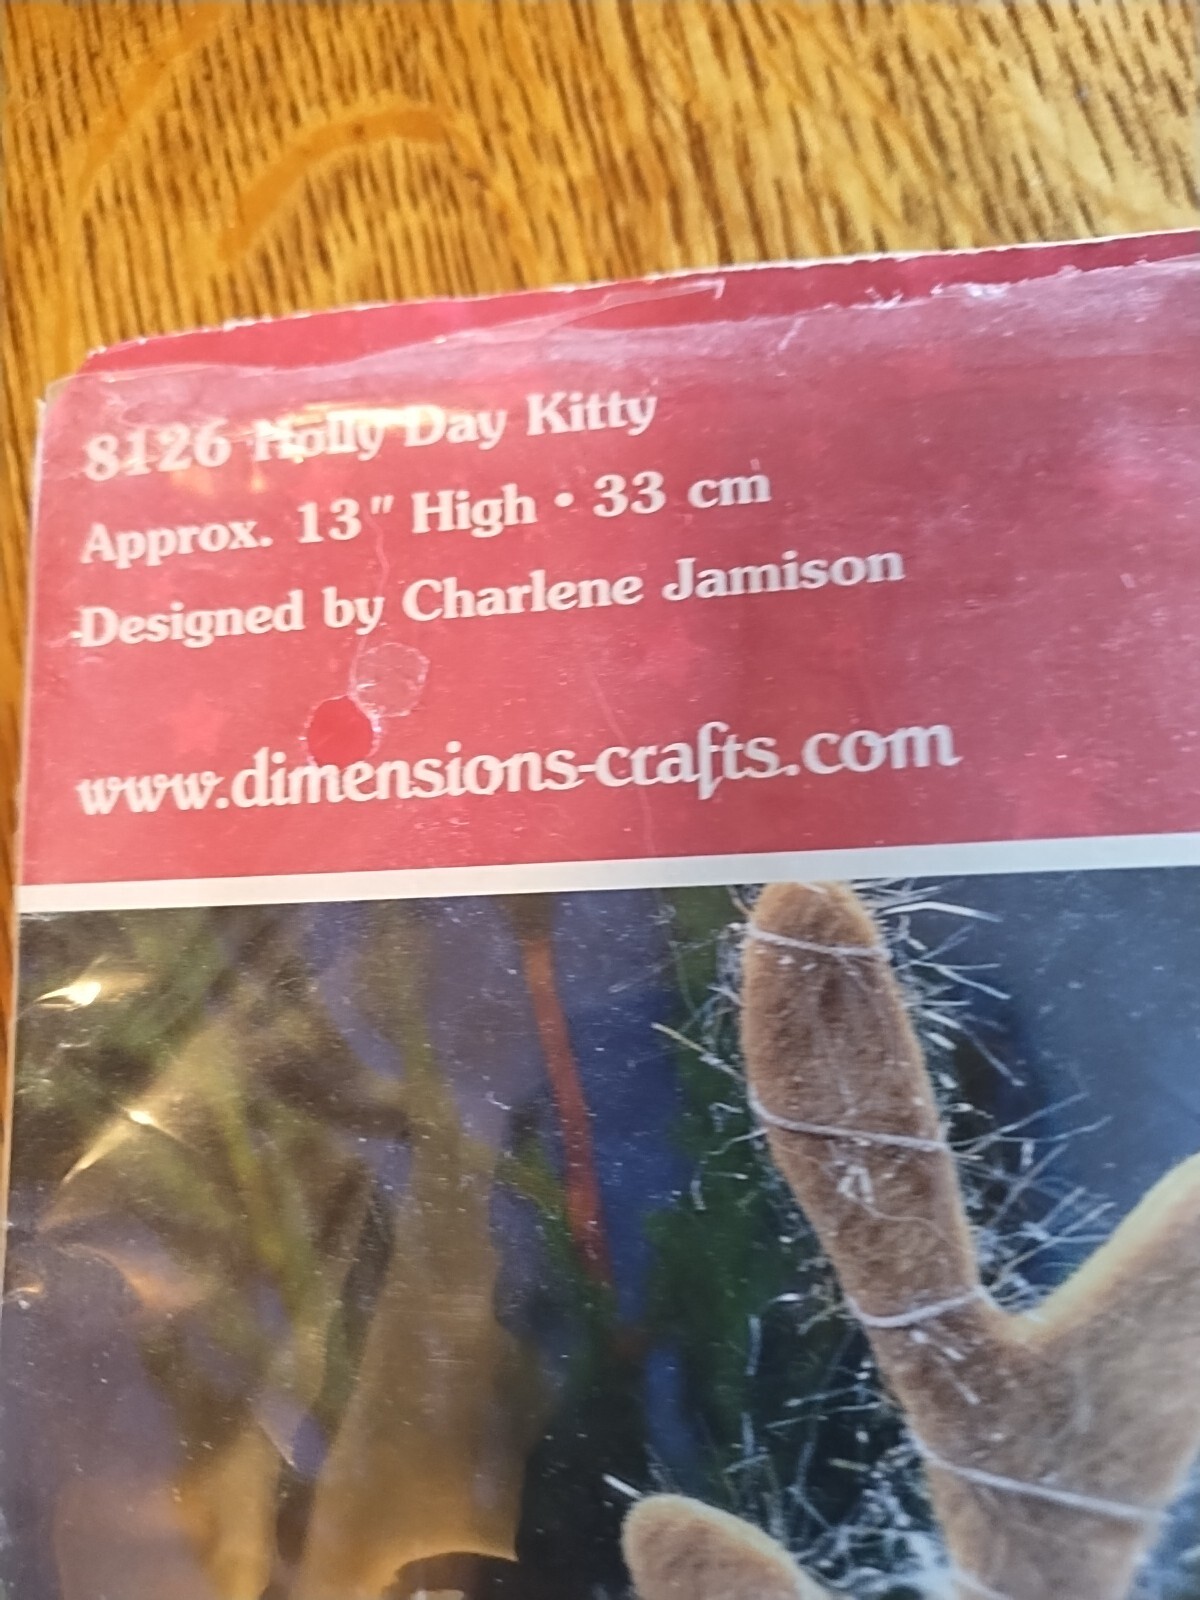 8126 Holly Day Kitty
Approx. 13" High • 33 cm
Designed by Charlene Jamison
www.dimensions-crafts.com